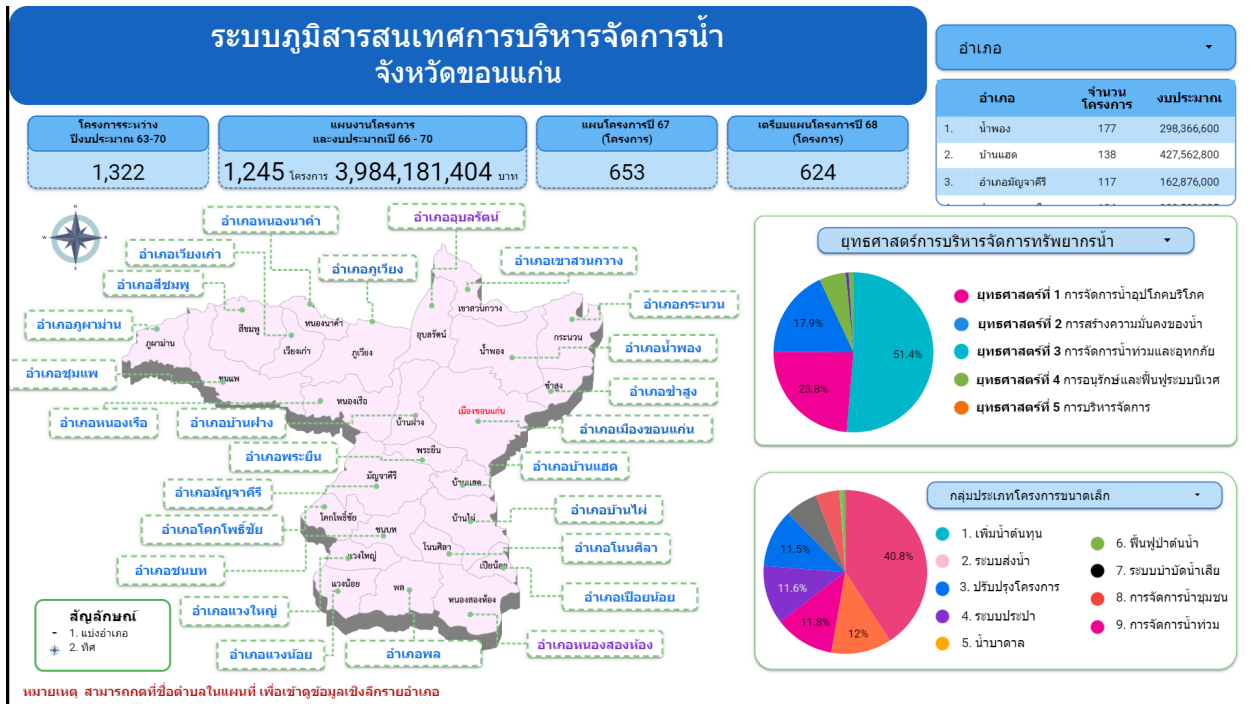 ระบบภูมิสารสนเทศการบริหารจัดการน้ำ
จังหวัดขอนแก่น
อำเภอ
อำเภอ จำนวนโครงการ งบประมาณ
1. น้ำพอง 177 298,366,600
2. บ้านแฮด 138 427,562,800
3. อำเภอมัญจาคีรี 117 162,876,000
โครงการระหว่าง
ปีงบประมาณ 63-70
1,322
แผนงานโครงการ
และงบประมาณปี 66 - 70
1,245 โครงการ 3,984,181,404 บาท
แผนโครงการปี 67
(โครงการ)
653
เตรียมแผนโครงการปี 68
(โครงการ)
624
N
W
อำเภอหนองนาคำ
อำเภออุบลรัตน์
อำเภอเวียงเก่า
อำเภอภูเวียง
อำเภอเขาสวนกวาง
อำเภอสีชมพู
อำเภอกระนวน
อำเภอภูผาม่าน
อำเภอน้ำพอง
อำเภอชุมแพ
อำเภอซำสูง
อำเภอหนองเรือ
อำเภอบ้านฝาง
อำเภอเมืองขอนแก่น
อำเภอพระยืน
อำเภอบ้านแฮด
อำเภอมัญจาคีรี
อำเภอบ้านไผ่
อำเภอโคกโพธิ์ชัย
อำเภอโนนศิลา
อำเภอชนบท
อำเภอเปือยน้อย
อำเภอแวงใหญ่
อำเภอแวงน้อย
อำเภอพล
อำเภอหนองสองห้อง
เขาสวนกวาง
สีชมพู
หนองนาคำ
อุบลรัตน์
กระนวน
ภูผาม่าน
เวียงเก่า
ภูเวียง
น้ำพอง
ชุมแพ
ซำสูง
หนองเรือ
เมืองขอนแก่น
บ้านฝาง
พระยืน
มัญจาคีรี
บ้านแฮด
โคกโพธิ์ชัย
บ้านไผ่
ชนบท
โนนศิลา
แวงใหญ่
เปือยน้อย
แวงน้อย
พล
หนองสองห้อง
สัญลักษณ์
- 1. แบ่งอำเภอ
2. ทิศ
หมายเหตุ สามารถกดที่ชื่อตำบลในแผนที่ เพื่อเข้าดูข้อมูลเชิงลึกรายอำเภอ
ยุทธศาสตร์การบริหารจัดการทรัพยากรน้ำ
17.9%
51.4%
23.8%
ยุทธศาสตร์ที่ 1 การจัดการน้ำอุปโภคบริโภค
ยุทธศาสตร์ที่ 2 การสร้างความมั่นคงของน้ำ
ยุทธศาสตร์ที่ 3 การจัดการน้ำท่วมและอุทกภัย
ยุทธศาสตร์ที่ 4 การอนุรักษ์และฟื้นฟูระบบนิเวศ
ยุทธศาสตร์ที่ 5 การบริหารจัดการ
กลุ่มประเภทโครงการขนาดเล็ก
40.8%
11.5%
11.6%
11.8%
12%
1. เพิ่มน้ำต้นทุน
2. ระบบส่งน้ำ
3. ปรับปรุงโครงการ
4. ระบบประปา
5. น้ำบาดาล
6. ฟื้นฟูป่าต้นน้ำ
7. ระบบบำบัดน้ำเสีย
8. การจัดการน้ำชุมชน
9. การจัดการน้ำท่วม